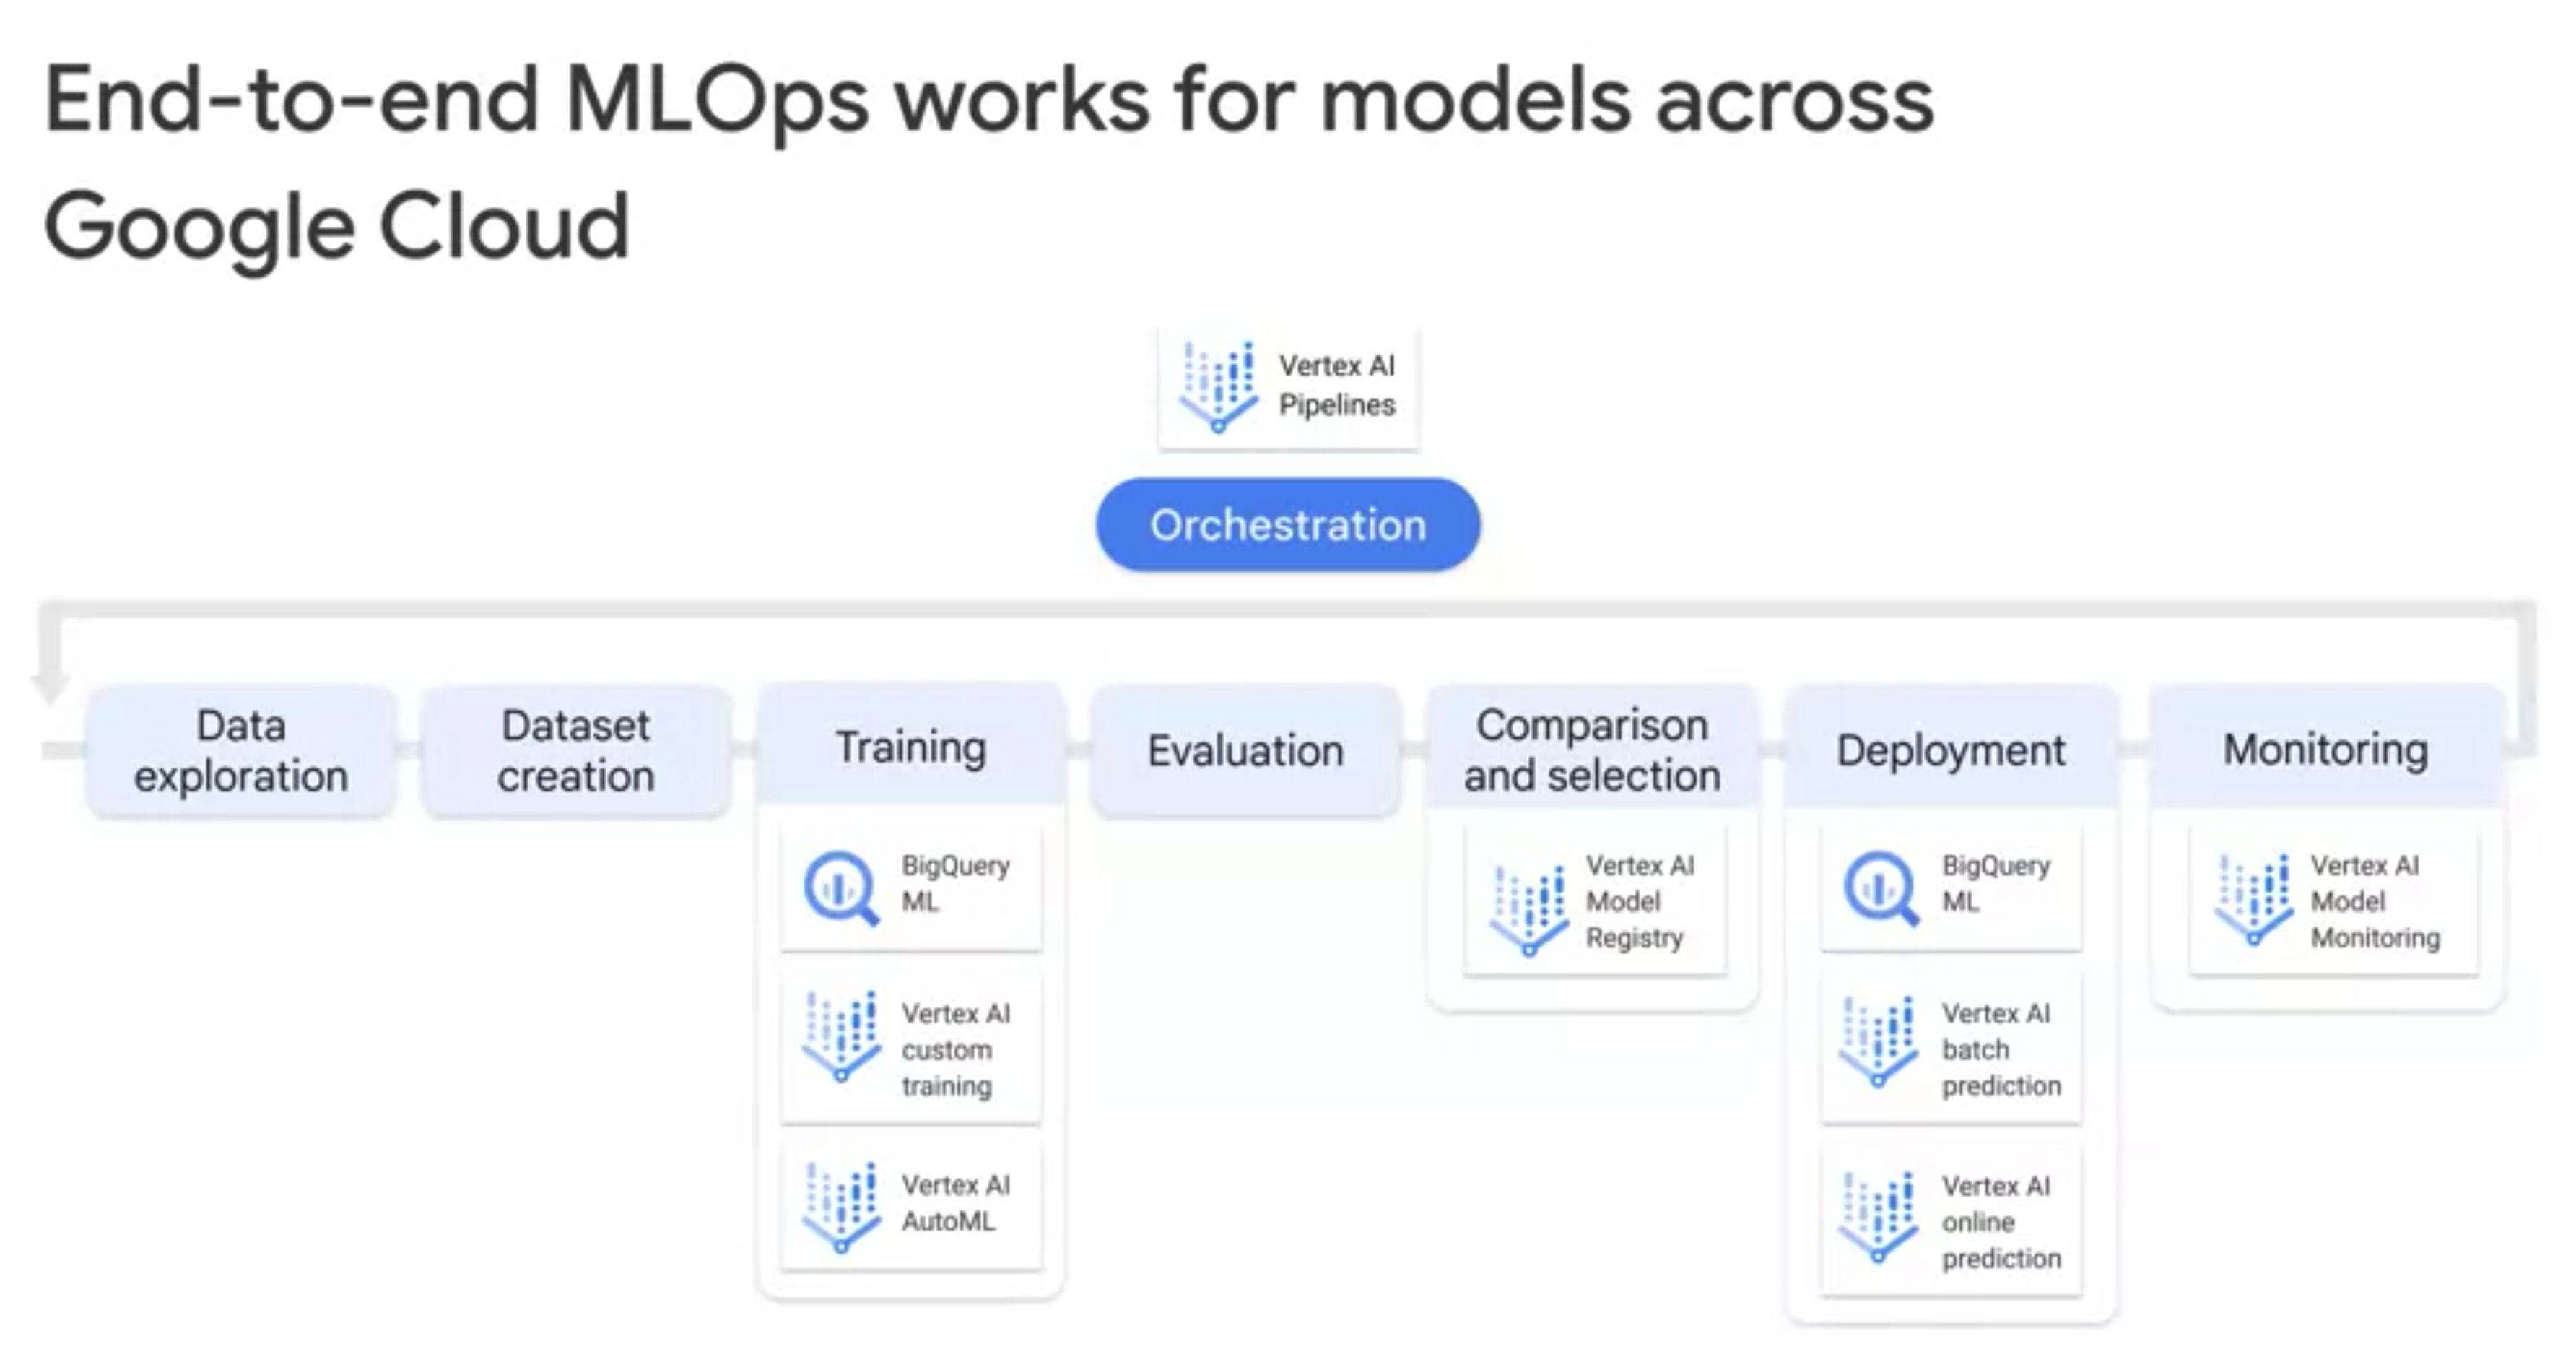 End-to-end MLOps works for models across
Google Cloud
Vertex AI
Pipelines
Orchestration
Data
exploration
Dataset
creation
Training
BigQuery
ML
Vertex AI
custom
training
Vertex AI
AutoML
Evaluation
Comparison
and selection
Vertex AI
Model
Registry
Deployment
BigQuery
ML
Vertex AI
batch
prediction
Vertex AI
online
prediction
Monitoring
Vertex AI
Model
Monitoring